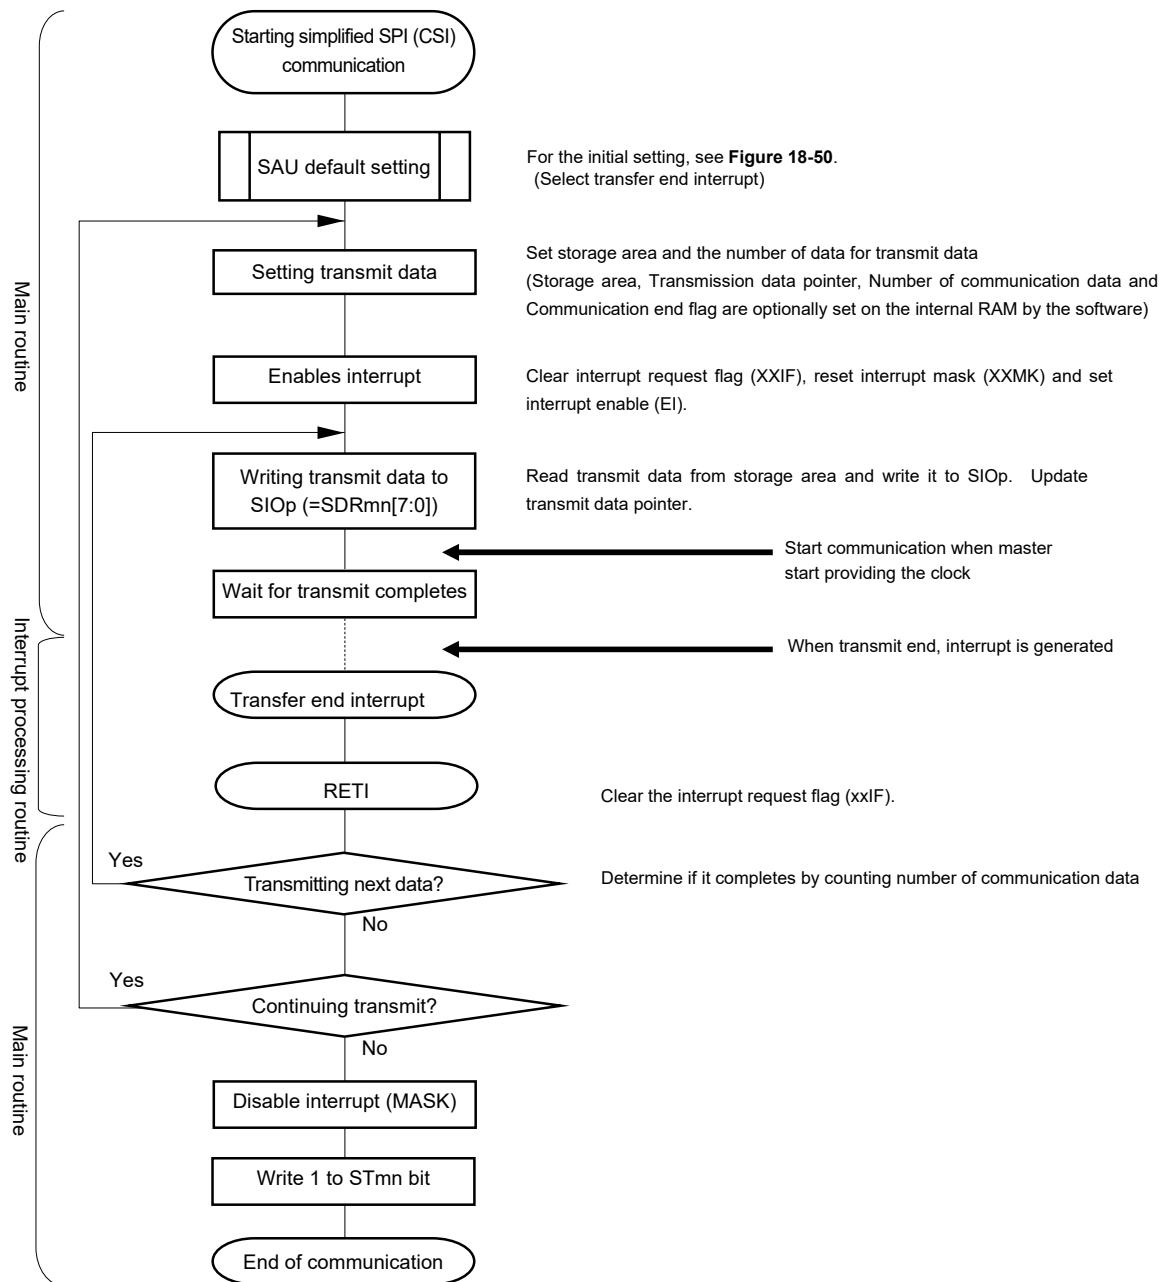 Starting simplified SPI (CSI)
communication
SAU default setting
For the initial setting, see Figure 18-50.
(Select transfer end interrupt)
Setting transmit data
Set storage area and the number of data for transmit data
(Storage area, Transmission data pointer, Number of communication data and
Communication end flag are optionally set on the internal RAM by the software)
Main routine
Enables interrupt
Clear interrupt request flag (XXIF), reset interrupt mask (XXMK) and set
interrupt enable (EI).
Writing transmit data to
SIOp (=SDRmn[7:0])
Read transmit data from storage area and write it to SIOp. Update
transmit data pointer.
Start communication when master
start providing the clock
Wait for transmit completes
When transmit end, interrupt is generated
Interrupt processing routine
Transfer end interrupt
RETI
Clear the interrupt request flag (xxIF).
Yes
Transmitting next data?
Determine if it completes by counting number of communication data
No
Yes
Continuing transmit?
No
Main routine
Disable interrupt (MASK)
Write 1 to STmn bit
End of communication